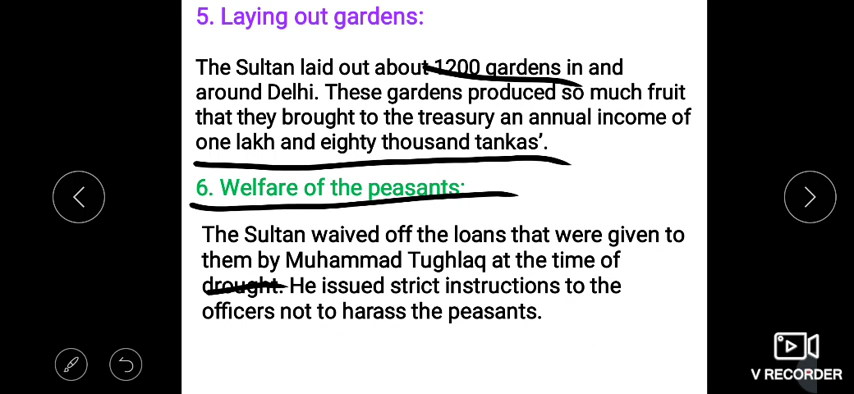 5. Laying out gardens:
The Sultan laid out about 1200 gardens in and
around Delhi. These gardens produced so much fruit
that they brought to the treasury an annual income of
one lakh and eighty thousand tankas’.
6. Welfare of the peasants:
The Sultan waived off the loans that were given to
them by Muhammad Tughlaq at the time of
drought. He issued strict instructions to the
officers not to harass the peasants.
V RECORDER